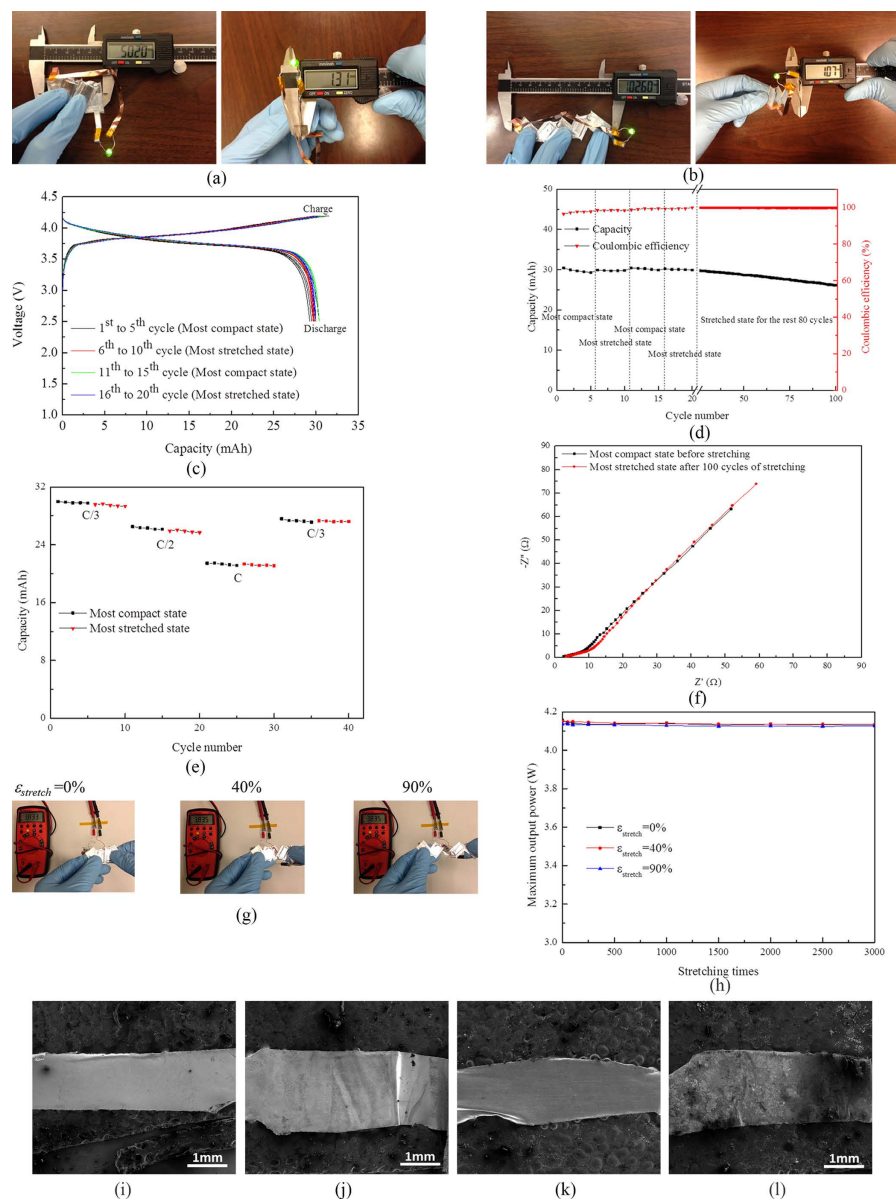 50.20
1.31
102.60
1.07
(a)
(b)
4.5
4.0
3.5
3.0
2.5
2.0
1.5
1.0
Voltage (V)
Charge
Discharge
1st to 5th cycle (Most compact state)
6th to 10th cycle (Most stretched state)
11th to 15th cycle (Most compact state)
16th to 20th cycle (Most stretched state)
0 5 10 15 20 25 30 35
Capacity (mAh)
(c)
50
45
40
35
30
25
20
15
10
5
0
Capacity (mAh)
Capacity
Coulombic efficiency
Most compact state
Most stretched state
Most compact state
Most stretched state
Stretched state for the rest 80 cycles
100
80
60
40
20
0
Coulombic efficiency (%)
0 5 10 15 20 50 75 100
Cycle number
(d)
32
24
16
8
0
Capacity (mAh)
C/3
C/2
C
C/3
Most compact state
Most stretched state
0 10 20 30 40
Cycle number
(e)
90
80
70
60
50
40
30
20
10
0
-Z" (Ω)
Most compact state before stretching
Most stretched state after 100 cycles of stretching
0 10 20 30 40 50 60 70 80 90
Z' (Ω)
(f)
εstretch=0%
40%
90%
(g)
4.2
4.0
3.8
3.6
3.4
3.2
3.0
Maximum output power (W)
εstretch=0%
εstretch=40%
εstretch=90%
0 500 1000 1500 2000 2500 3000
Stretching times
(h)
1mm
1mm
1mm
1mm
(i)
(j)
(k)
(l)